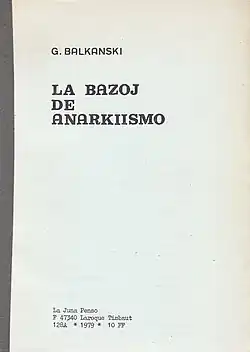 G. BALKANSKI
LA BAZOJ
DE
ANARKIISMO
La Juna Penso
F 47340 Laroque Timbaut
128A * 1979 * 10 FF